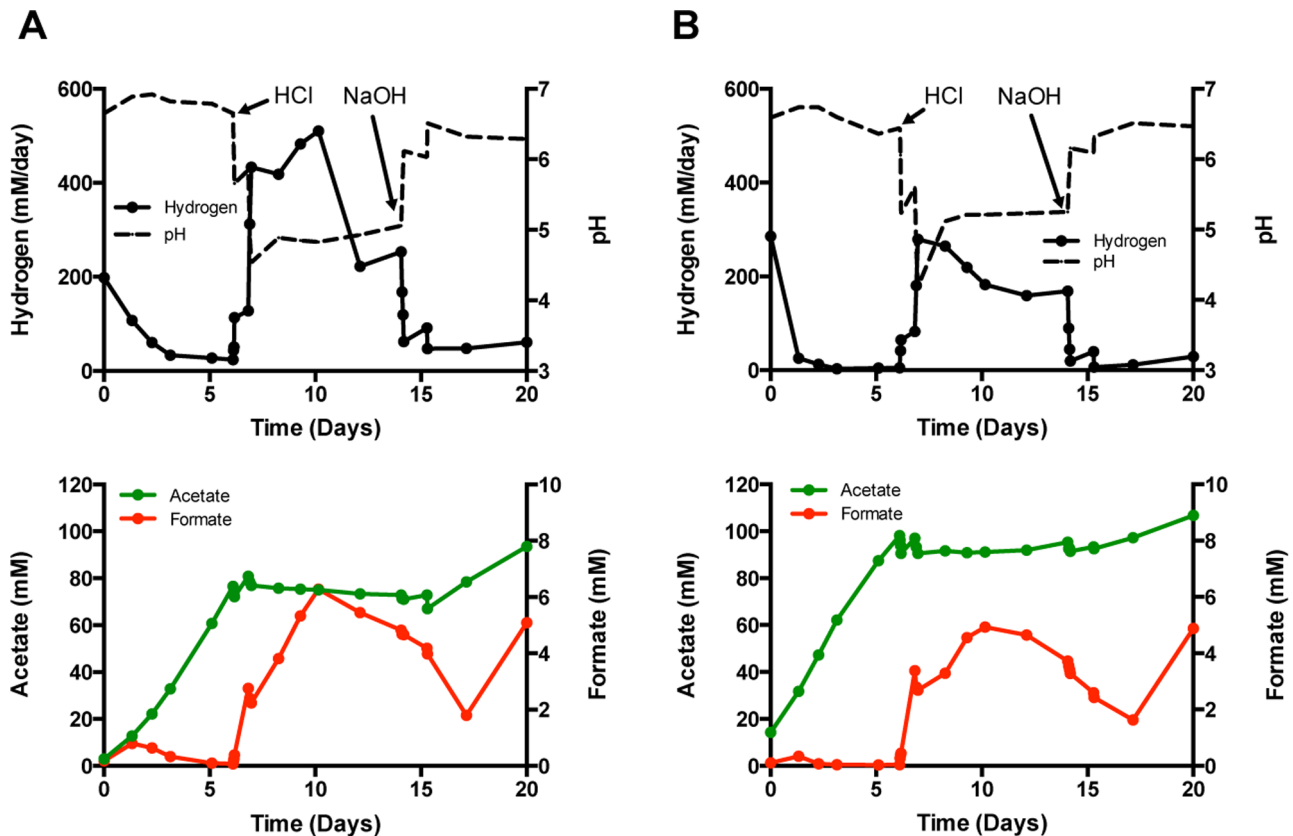 A
600
400
200
0
Hydrogen (mM/day)
7
6
5
4
3
pH
HCl
NaOH
Hydrogen
pH
0
5
10
15
20
Time (Days)
B
600
400
200
0
Hydrogen (mM/day)
7
6
5
4
3
pH
HCl
NaOH
Hydrogen
pH
0
5
10
15
20
Time (Days)
120
100
80
60
40
20
0
Acetate (mM)
10
8
6
4
2
0
Formate (mM)
Acetate
Formate
0
5
10
15
20
Time (Days)
120
100
80
60
40
20
0
Acetate (mM)
10
8
6
4
2
0
Formate (mM)
Acetate
Formate
0
5
10
15
20
Time (Days)